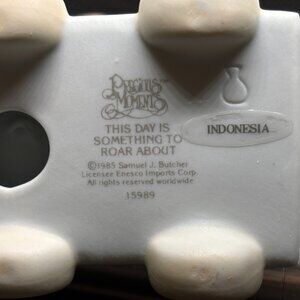 Precious
Moments
THIS DAY IS
SOMETHING TO
ROAR ABOUT
INDONESIA
©1985 Samuel J. Butcher
Licensee Enesco Imports Corp.
All rights reserved worldwide
15989